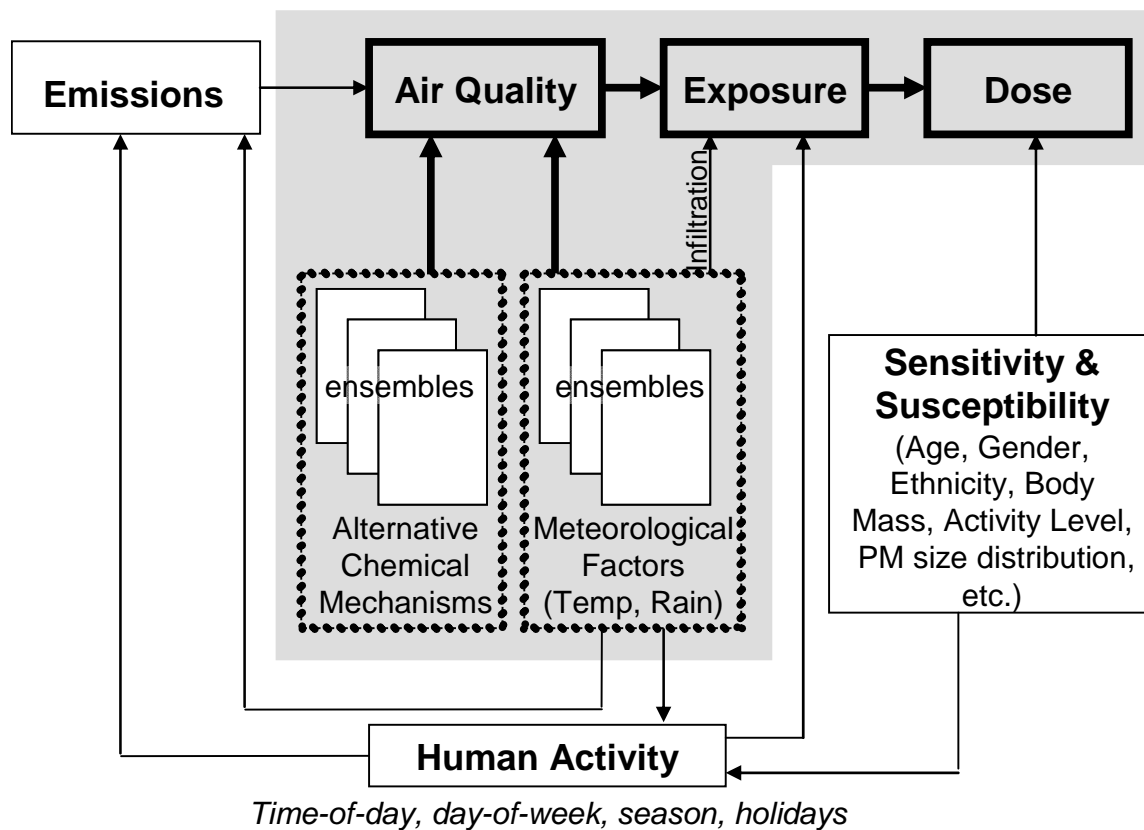 Emissions
Air Quality
Exposure
Dose
Infiltration
ensembles
Alternative
Chemical
Mechanisms
ensembles
Meteorological
Factors
(Temp, Rain)
Sensitivity &
Susceptibility
(Age, Gender,
Ethnicity, Body
Mass, Activity Level,
PM size distribution,
etc.)
Human Activity
Time-of-day, day-of-week, season, holidays